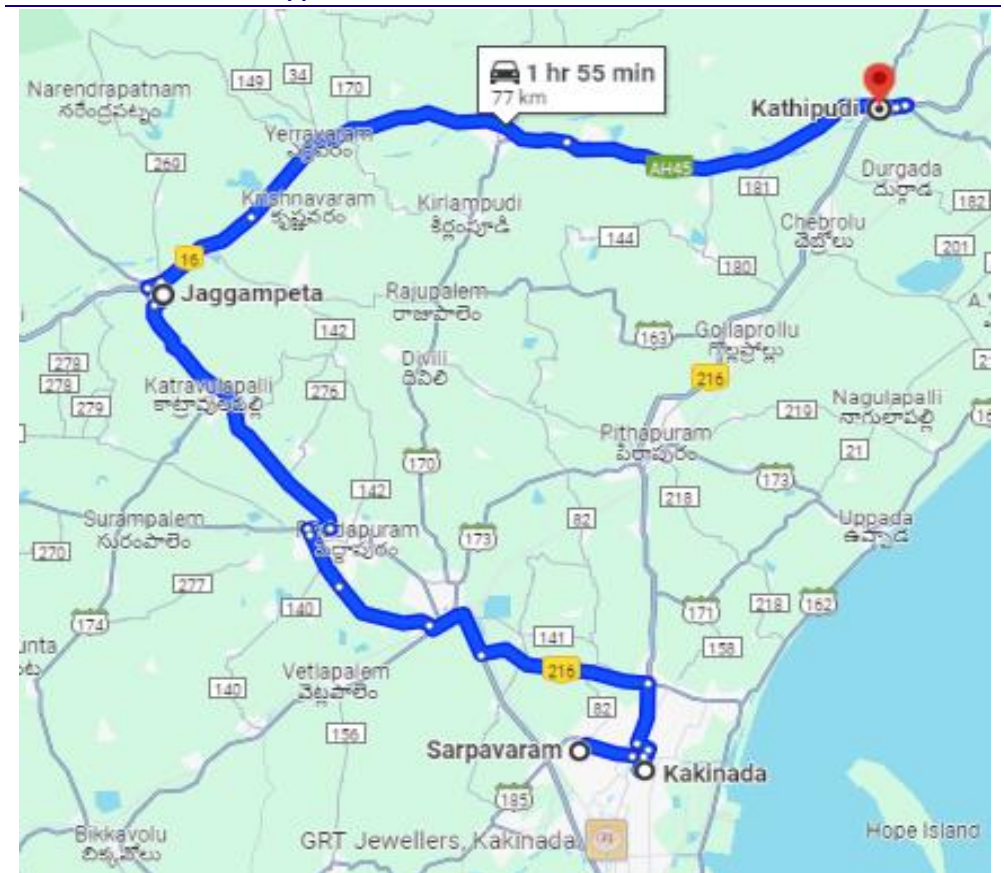 149
34
170
1 hr 55 min
77 km
Narendrapatnam
నరేంద్రపట్నం
Kathipudi
Yerravaram
269
AH45
181
Durgada
దుర్గాడ
182
Krishnavaram
కృష్ణవరం
Kirlampudi
కిర్లంపూడి
144
Chebrolu
చెబ్రోలు
201
16
180
Jaggampeta
Rajupalem
రాజుపాలెం
142
163
Gollaprollu
గొల్లప్రోలు
278
278
279
Katravulapalli
కాట్రావులపల్లి
276
Divili
దివిలి
216
219
Nagulapalli
నాగులాపల్లి
Pithapuram
పిఠాపురం
170
21
142
173
218
Surampalem
సురంపాలెం
82
Uppada
ఉప్పాడ
270
173
277
140
171
218
162
174
141
158
Vetlapalem
వెట్లపాలెం
216
140
82
156
Sarpavaram
Kakinada
185
Bikkavolu
బిక్కవోలు
GRT Jewellers, Kakinada
Hope Island